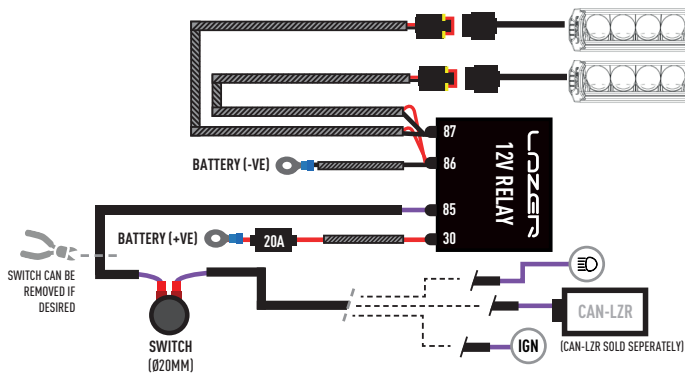 87
BATTERY (-VE)
86
LAZER
12V RELAY
85
BATTERY (+VE)
20A
30
SWITCH CAN BE
REMOVED IF
DESIRED
CAN-LZR
SWITCH
(Ø20MM)
IGN
(CAN-LZR SOLD SEPERATELY)